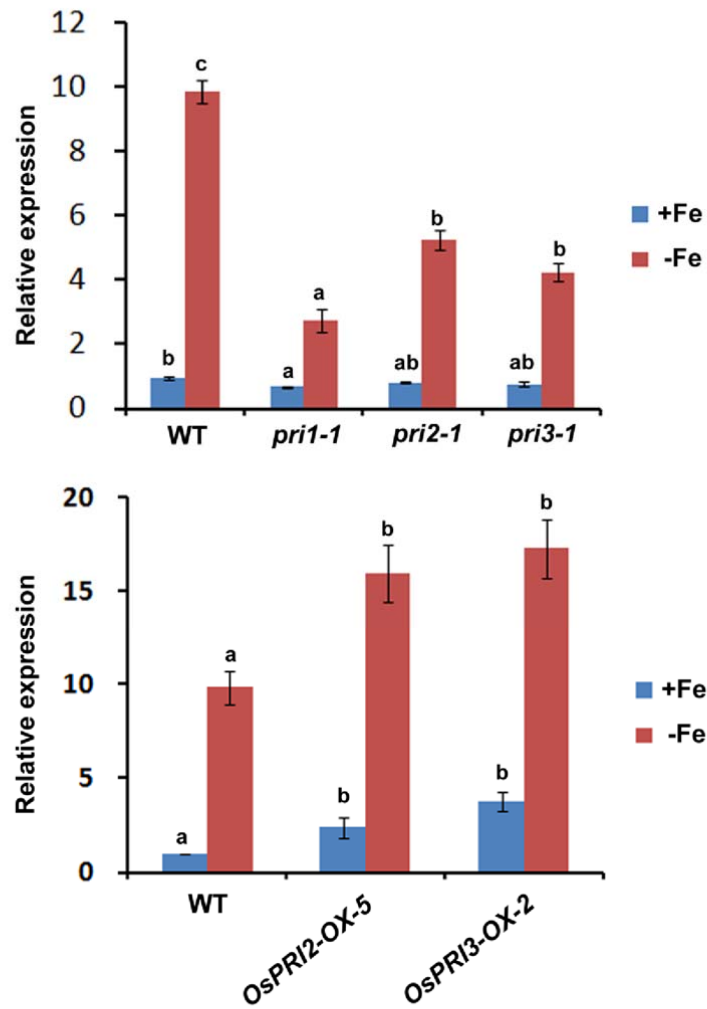 Relative expression
12
10
8
6
4
2
0
c
b
a
a
ab
b
ab
b
WT
pri1-1
pri2-1
pri3-1
+Fe
-Fe
Relative expression
20
15
10
5
0
a
a
b
b
b
b
WT
OsPRI2-OX-5
OsPRI3-OX-2
+Fe
-Fe